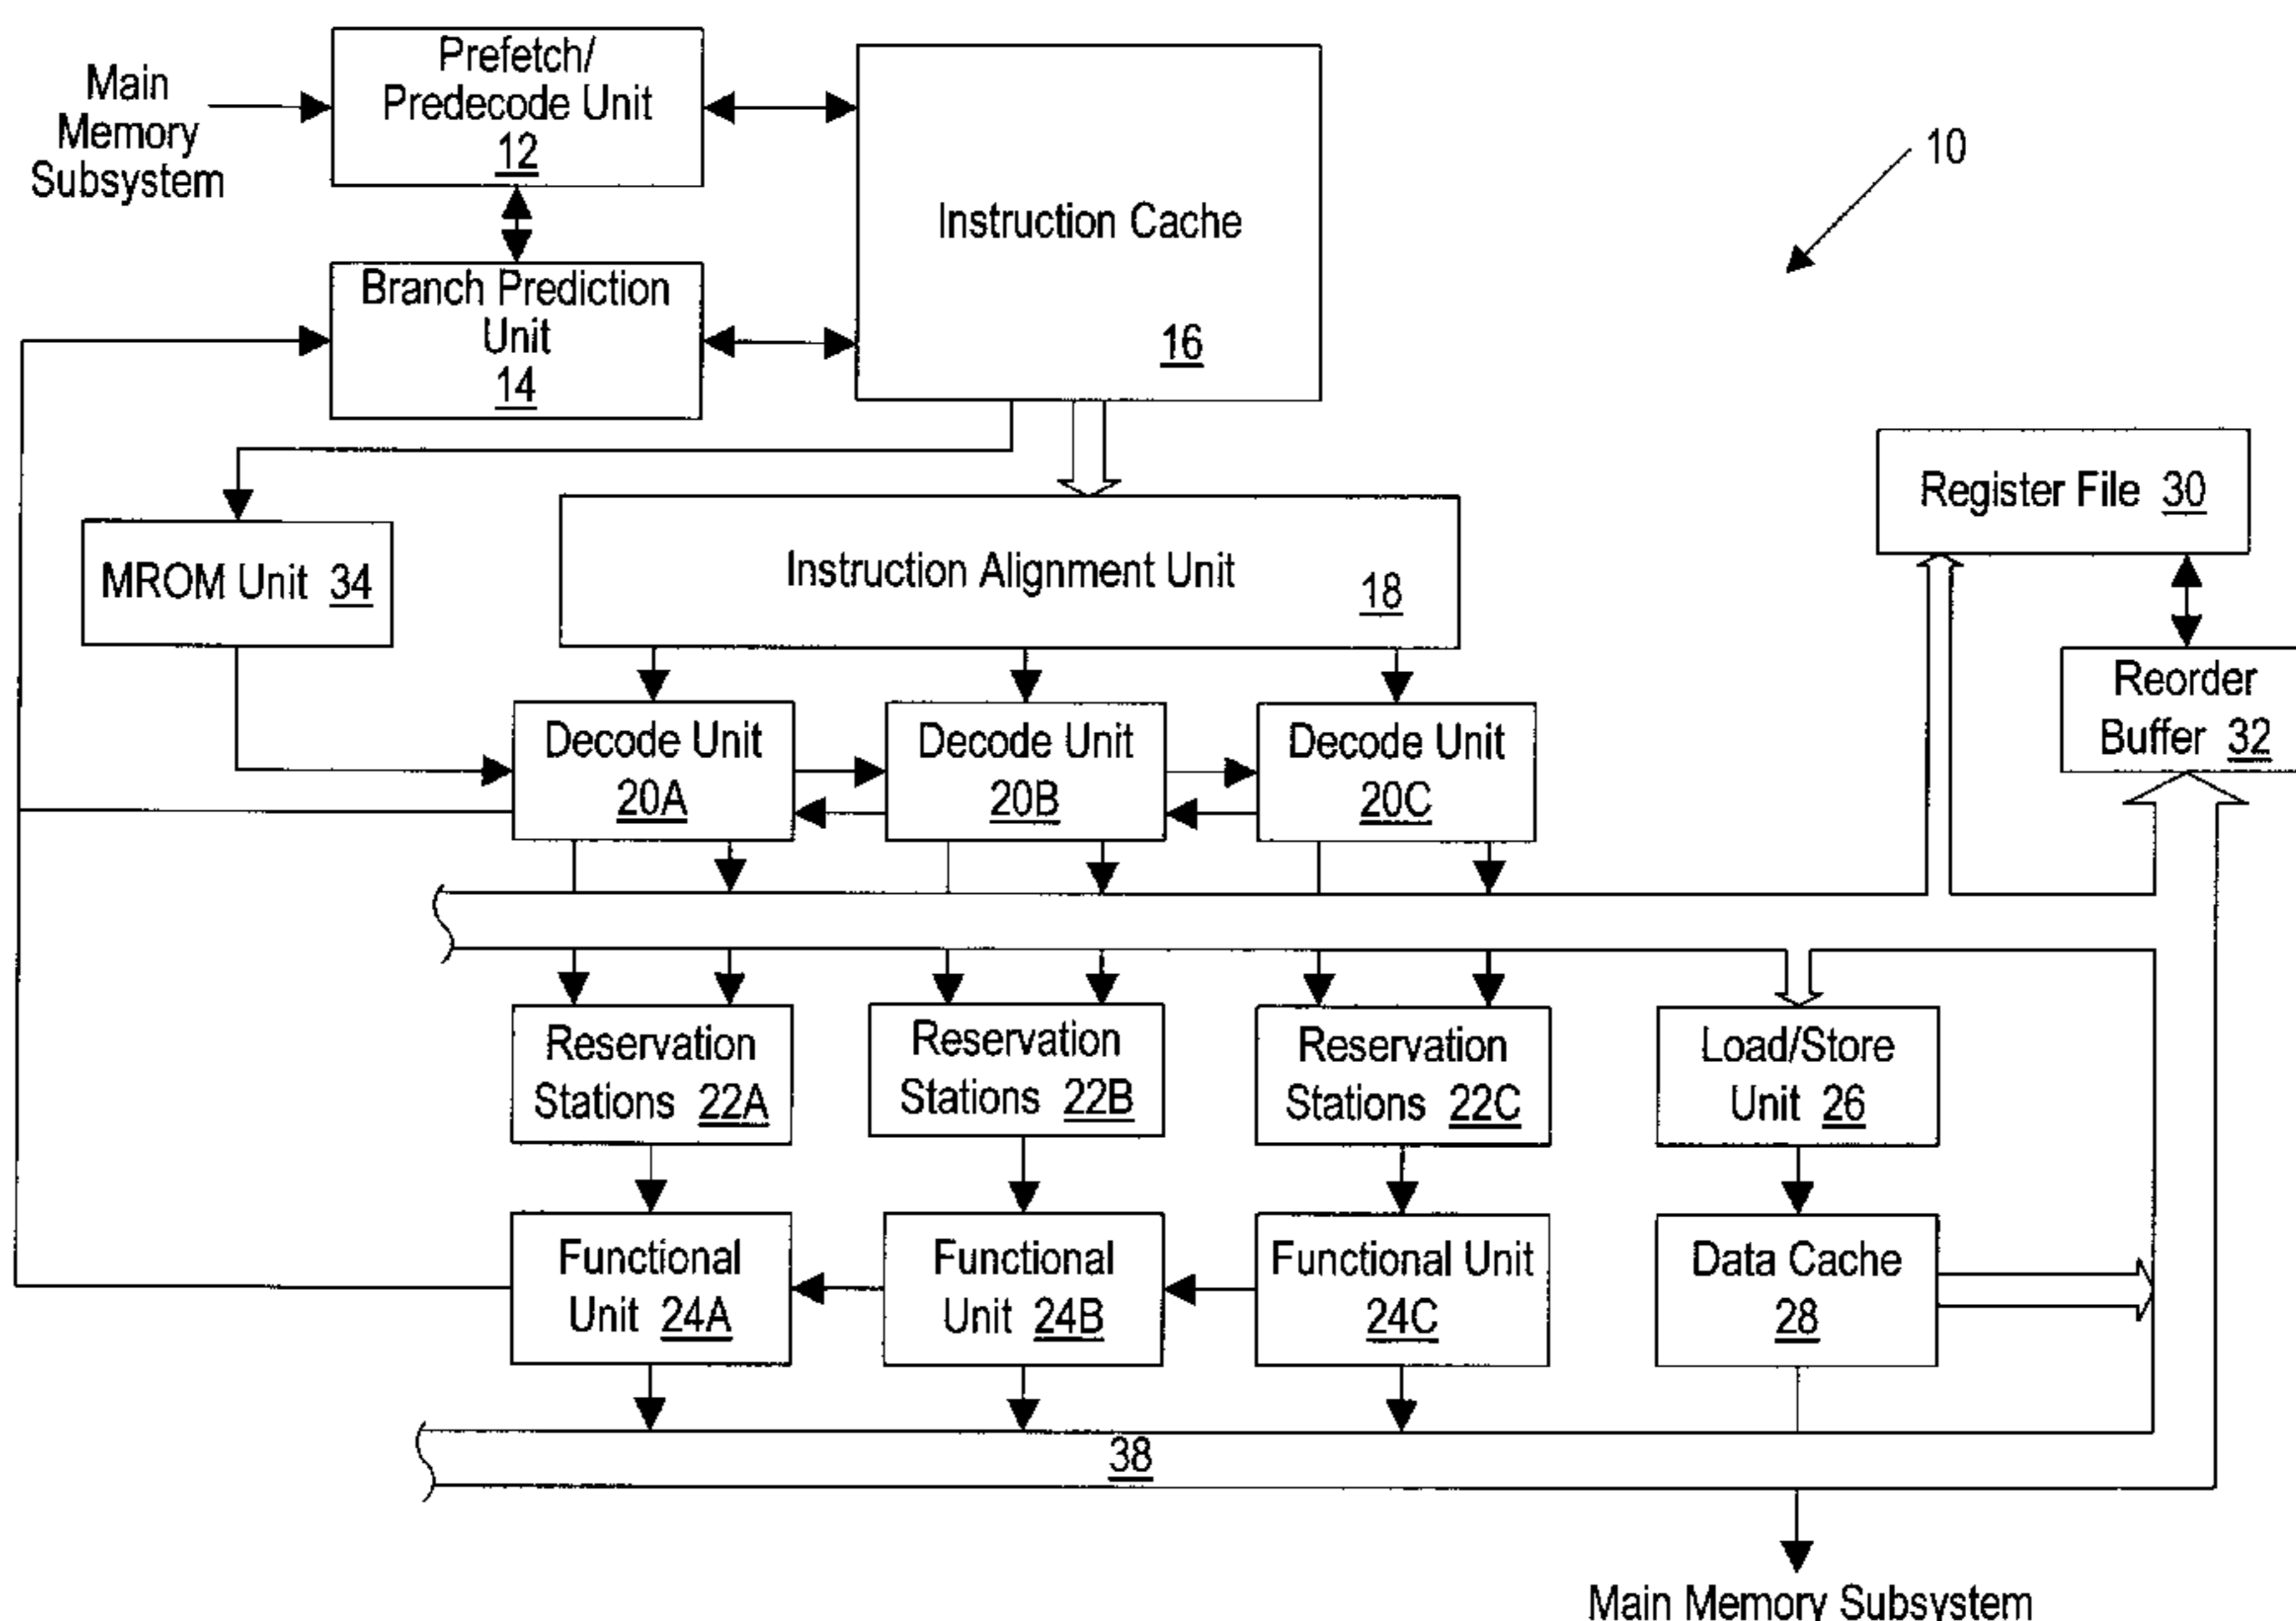 Main
Memory
Subsystem
Prefetch/
Predecode Unit
12
Instruction Cache
16
10
Branch Prediction
Unit
14
Register File 30
MROM Unit 34
Instruction Alignment Unit
18
Reorder
Buffer 32
Decode Unit
20A
Decode Unit
20B
Decode Unit
20C
Reservation
Stations 22A
Reservation
Stations 22B
Reservation
Stations 22C
Load/Store
Unit 26
Functional
Unit 24A
Functional
Unit 24B
Functional Unit
24C
Data Cache
28
38
Main Memory Subsystem